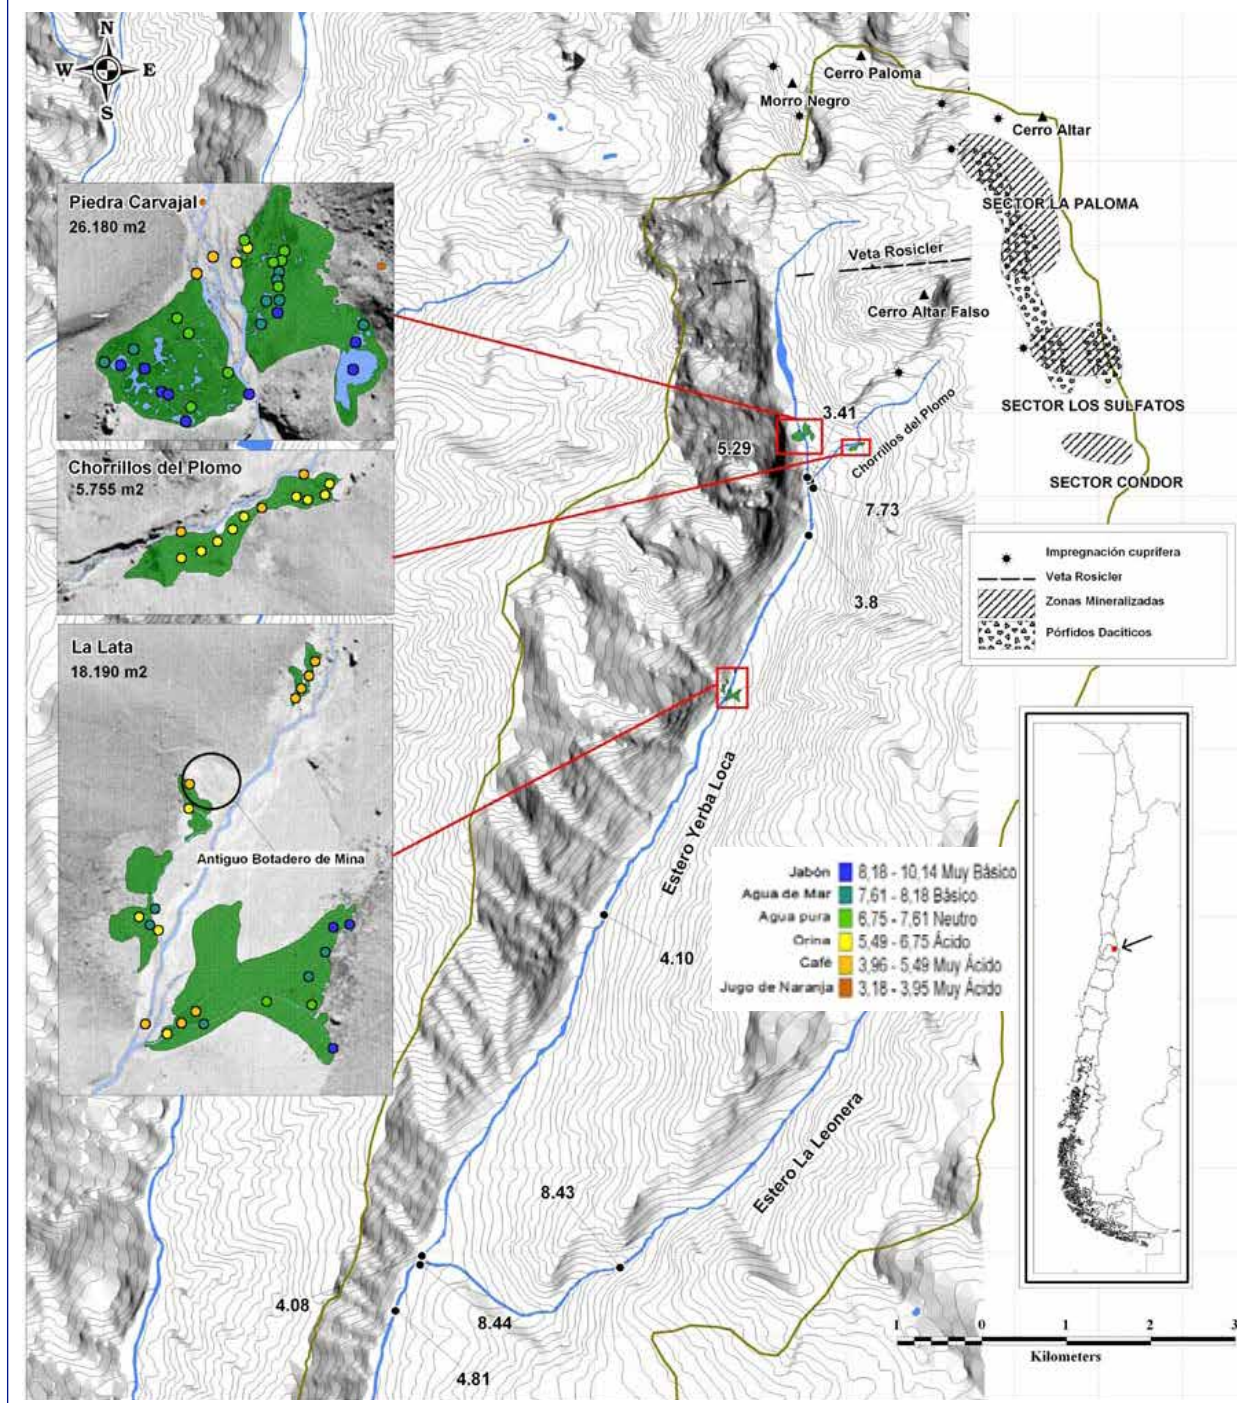 N
W E
S
Cerro Paloma
Morro Negro
Cerro Altar
Piedra Carvajal
26.180 m2
SECTOR LA PALOMA
Veta Rosicler
Cerro Altar Falso
SECTOR LOS SULFATOS
3.41
5.29
Chorrillos del Plomo
Chorrillos del Plomo
5.755 m2
SECTOR CONDOR
7.73
3.8
Impregnación cuprífera
Veta Rosicler
Zonas Mineralizadas
Pórfidos Dacíticos
La Lata
18.190 m2
Antiguo Botadero de Mina
Estero Yerba Loca
Jabón 8,18 - 10,14 Muy Básico
Agua de Mar 7,61 - 8,18 Básico
Agua pura 6,75 - 7,61 Neutro
Orina 5,49 - 6,75 Ácido
Café 3,96 - 5,49 Muy Ácido
Jugo de Naranja 3,18 - 3,95 Muy Ácido
4.10
Estero La Leonera
8.43
4.08
8.44
4.81
1 0 1 2 3
Kilometers